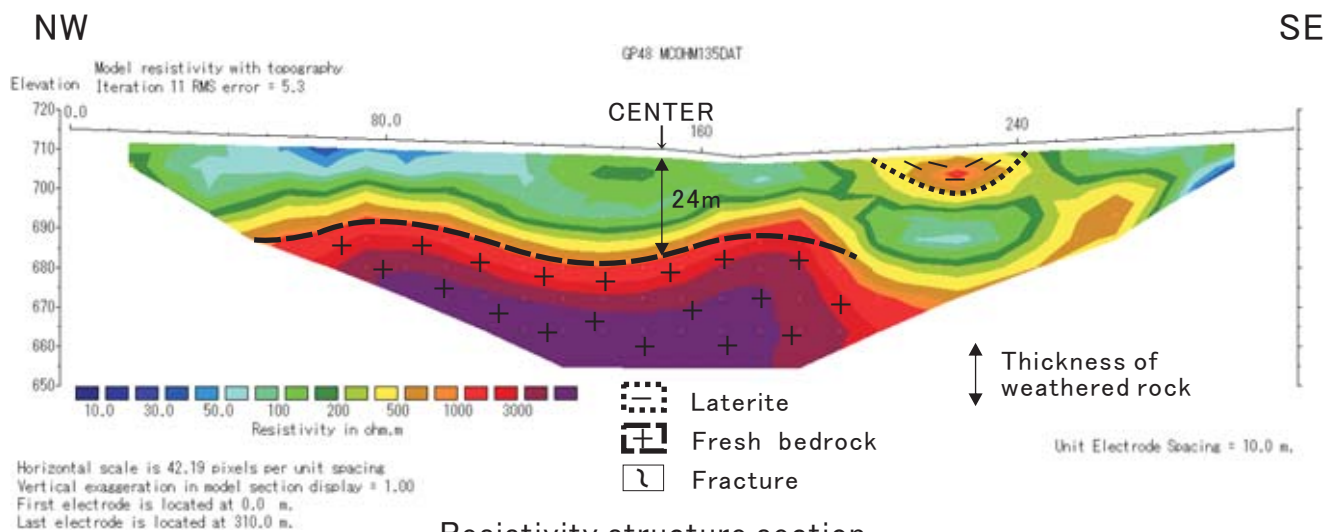 NW
SE
GP48 MCOHM135DAT
Model resistivity with topography
Elevation Iteration 11 RMS error = 5.3
CENTER
720 0.0 80.0 160 240
710
700
24m
690
680
670
660
650
10.0 30.0 50.0 100 200 500 1000 3000
Resistivity in ohm.m
Thickness of
weathered rock
Laterite
Fresh bedrock
Fracture
Unit Electrode Spacing = 10.0 m.
Horizontal scale is 42.19 pixels per unit spacing
Vertical exaggeration in model section display = 1.00
First electrode is located at 0.0 m.
Last electrode is located at 310.0 m.
Resistivity structure section